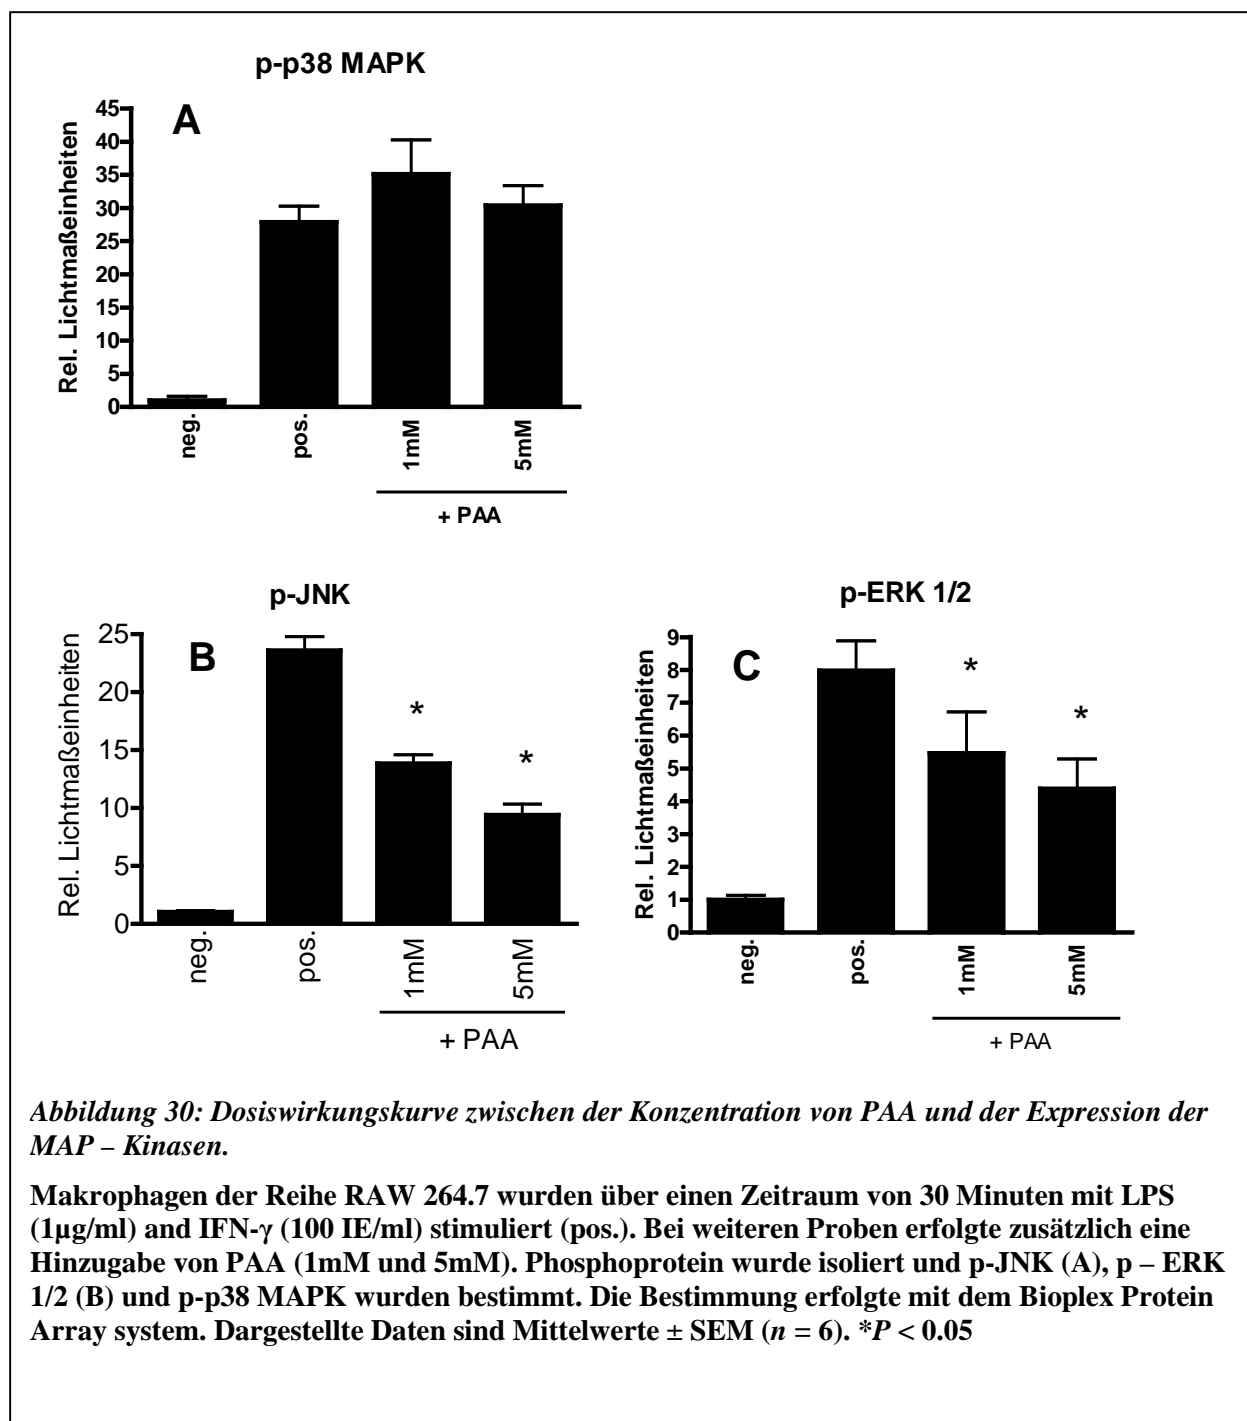 p-p38 MAPK
A
Rel. Lichtmaßeinheiten
45
40
35
30
25
20
15
10
5
0
neg.
pos.
1mM
5mM
+ PAA
p-JNK
B
Rel. Lichtmaßeinheiten
25
20
15
10
5
0
*
*
neg.
pos.
1mM
5mM
+ PAA
p-ERK 1/2
C
Rel. Lichtmaßeinheiten
9
8
7
6
5
4
3
2
1
0
*
*
neg.
pos.
1mM
5mM
+ PAA
Abbildung 30: Dosiswirkungskurve zwischen der Konzentration von PAA und der Expression der
MAP – Kinasen.
Makrophagen der Reihe RAW 264.7 wurden über einen Zeitraum von 30 Minuten mit LPS
(1µg/ml) and IFN-γ (100 IE/ml) stimuliert (pos.). Bei weiteren Proben erfolgte zusätzlich eine
Hinzugabe von PAA (1mM und 5mM). Phosphoprotein wurde isoliert und p-JNK (A), p – ERK
1/2 (B) und p-p38 MAPK wurden bestimmt. Die Bestimmung erfolgte mit dem Bioplex Protein
Array system. Dargestellte Daten sind Mittelwerte ± SEM (n = 6). *P < 0.05